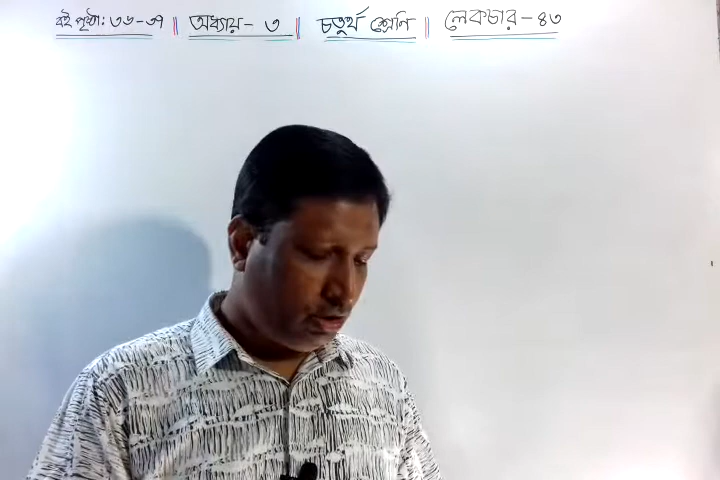 বই পৃষ্ঠা: ৩৬-৩৭ || অধ্যায়- ৩ || চতুর্থ শ্রেণি || লেকচার-৪৩